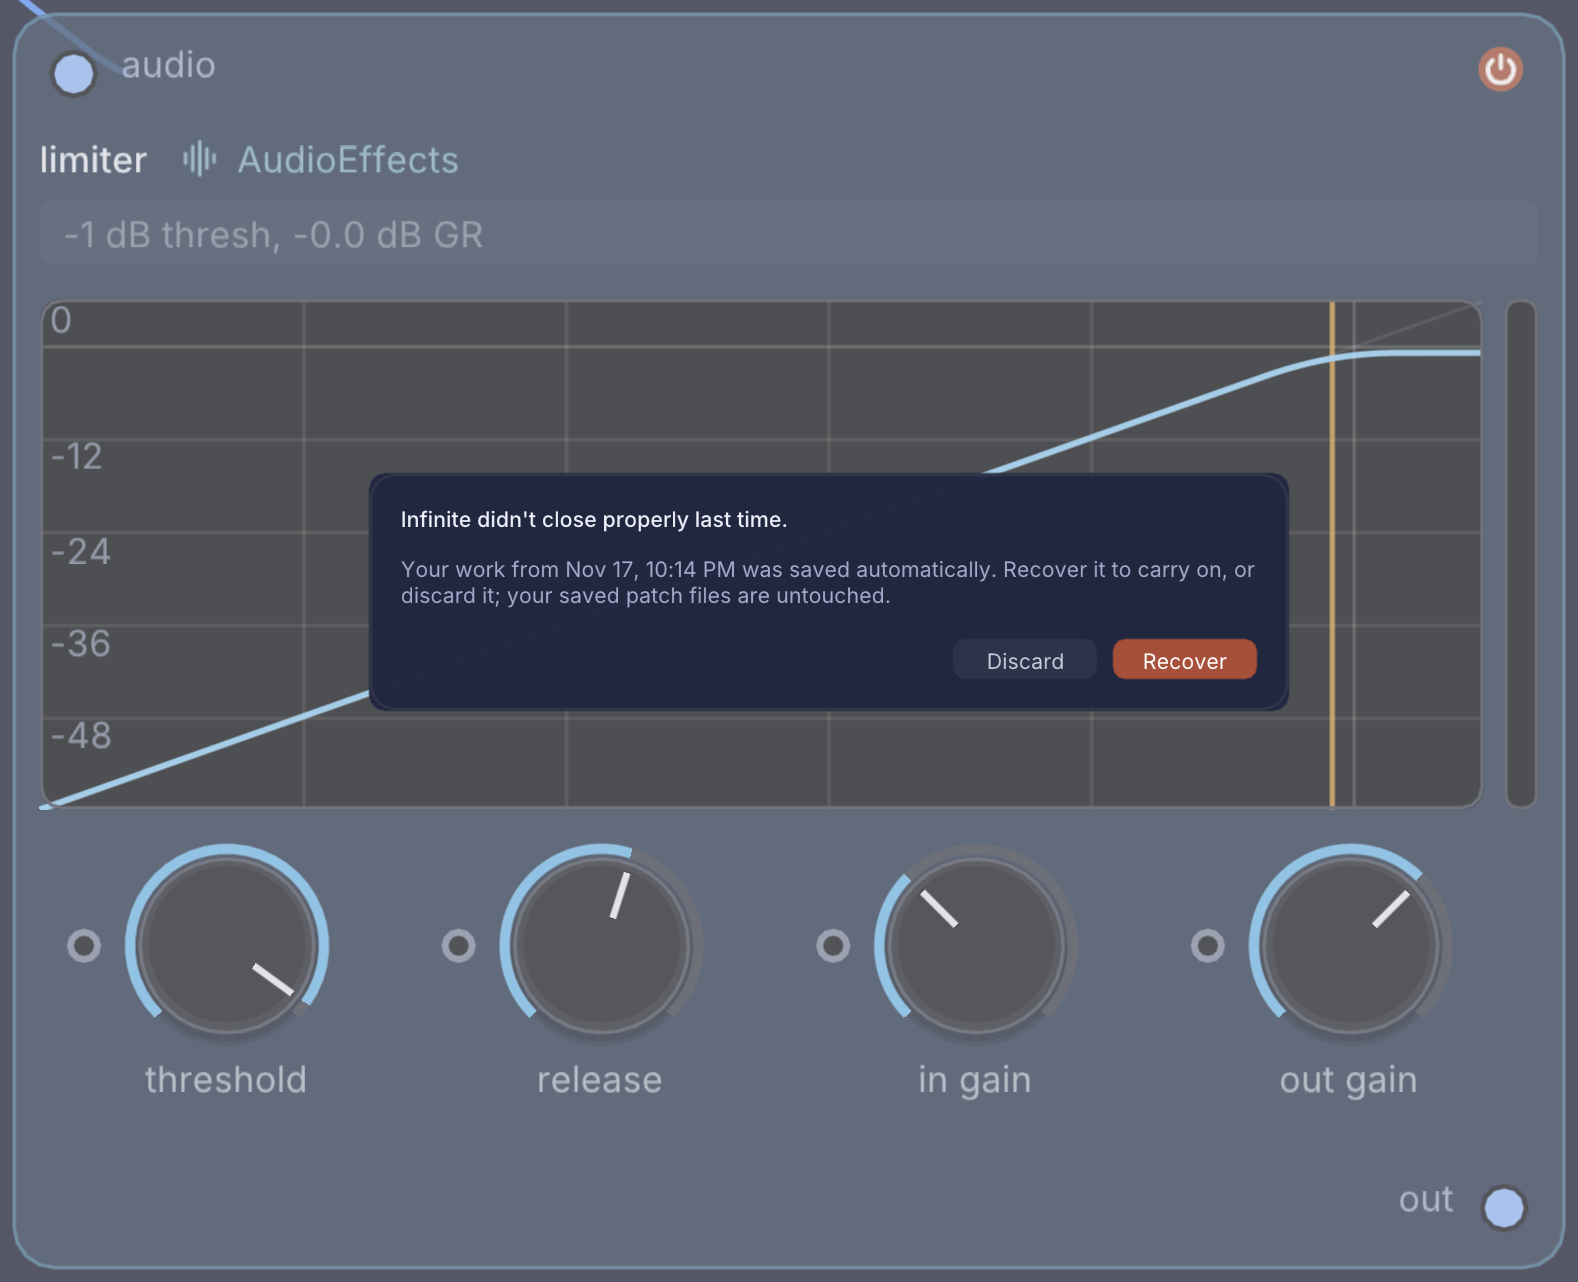 audio
limiter AudioEffects
-1 dB thresh, -0.0 dB GR
0
-12
-24
-36
-48
Infinite didn't close properly last time.
Your work from Nov 17, 10:14 PM was saved automatically. Recover it to carry on, or
discard it; your saved patch files are untouched.
Discard Recover
threshold release in gain out gain
out